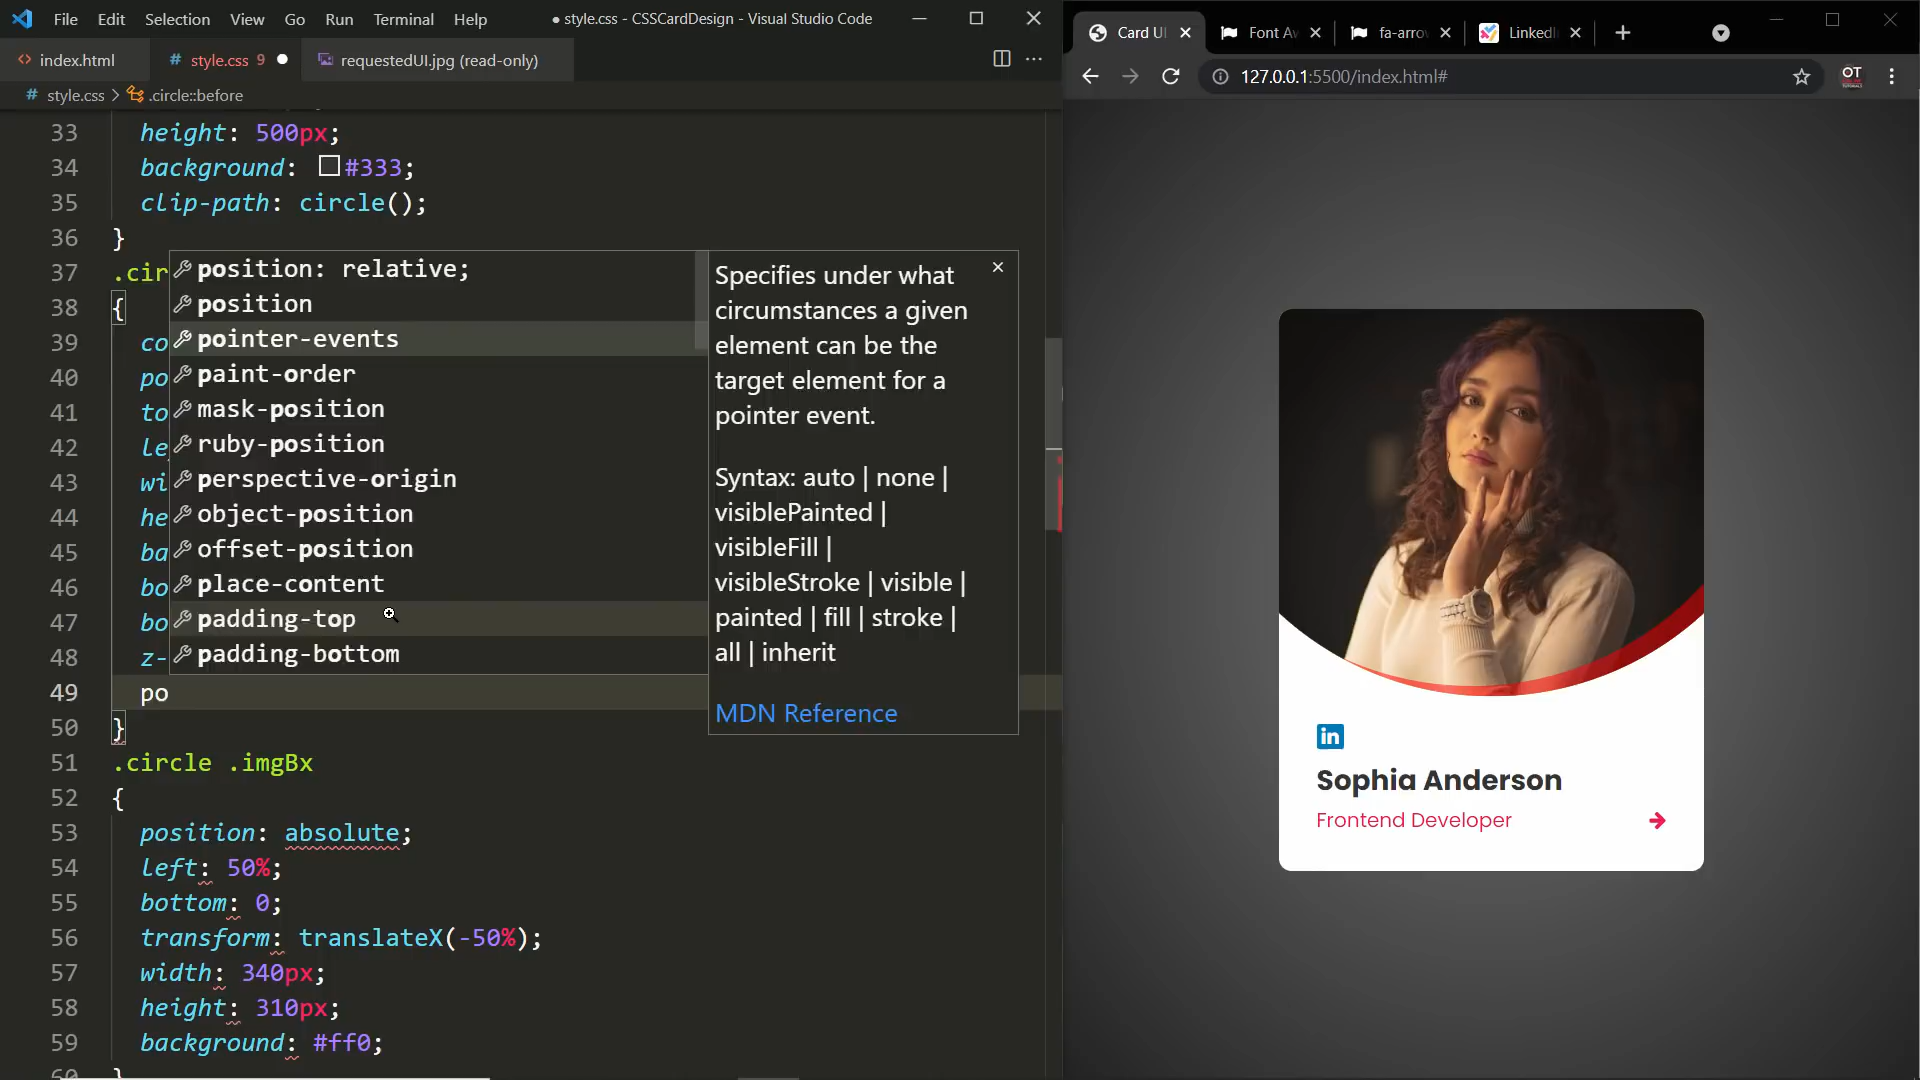 File Edit Selection View Go Run Terminal Help ● style.css - CSSCardDesign - Visual Studio Code
index.html # style.css 9 ● requestedUI.jpg (read-only) ...
# style.css > .circle::before
33 height: 500px;
34 background: #333;
35 clip-path: circle();
36 }
37 .cir
38 {
39 co
40 po
41 to
42 le
43 wi
44 he
45 ba
46 bo
47 bo
48 z-
49 po
50 }
51 .circle .imgBx
52 {
53 position: absolute;
54 left: 50%;
55 bottom: 0;
56 transform: translateX(-50%);
57 width: 340px;
58 height: 310px;
59 background: #ff0;
60 }
position: relative;
position
pointer-events
paint-order
mask-position
ruby-position
perspective-origin
object-position
offset-position
place-content
padding-top
padding-bottom
Specifies under what
circumstances a given
element can be the
target element for a
pointer event.
Syntax: auto | none |
visiblePainted |
visibleFill |
visibleStroke | visible |
painted | fill | stroke |
all | inherit
MDN Reference
Card UI Font Aw fa-arrow LinkedI
127.0.0.1:5500/index.html#
OT
in
Sophia Anderson
Frontend Developer